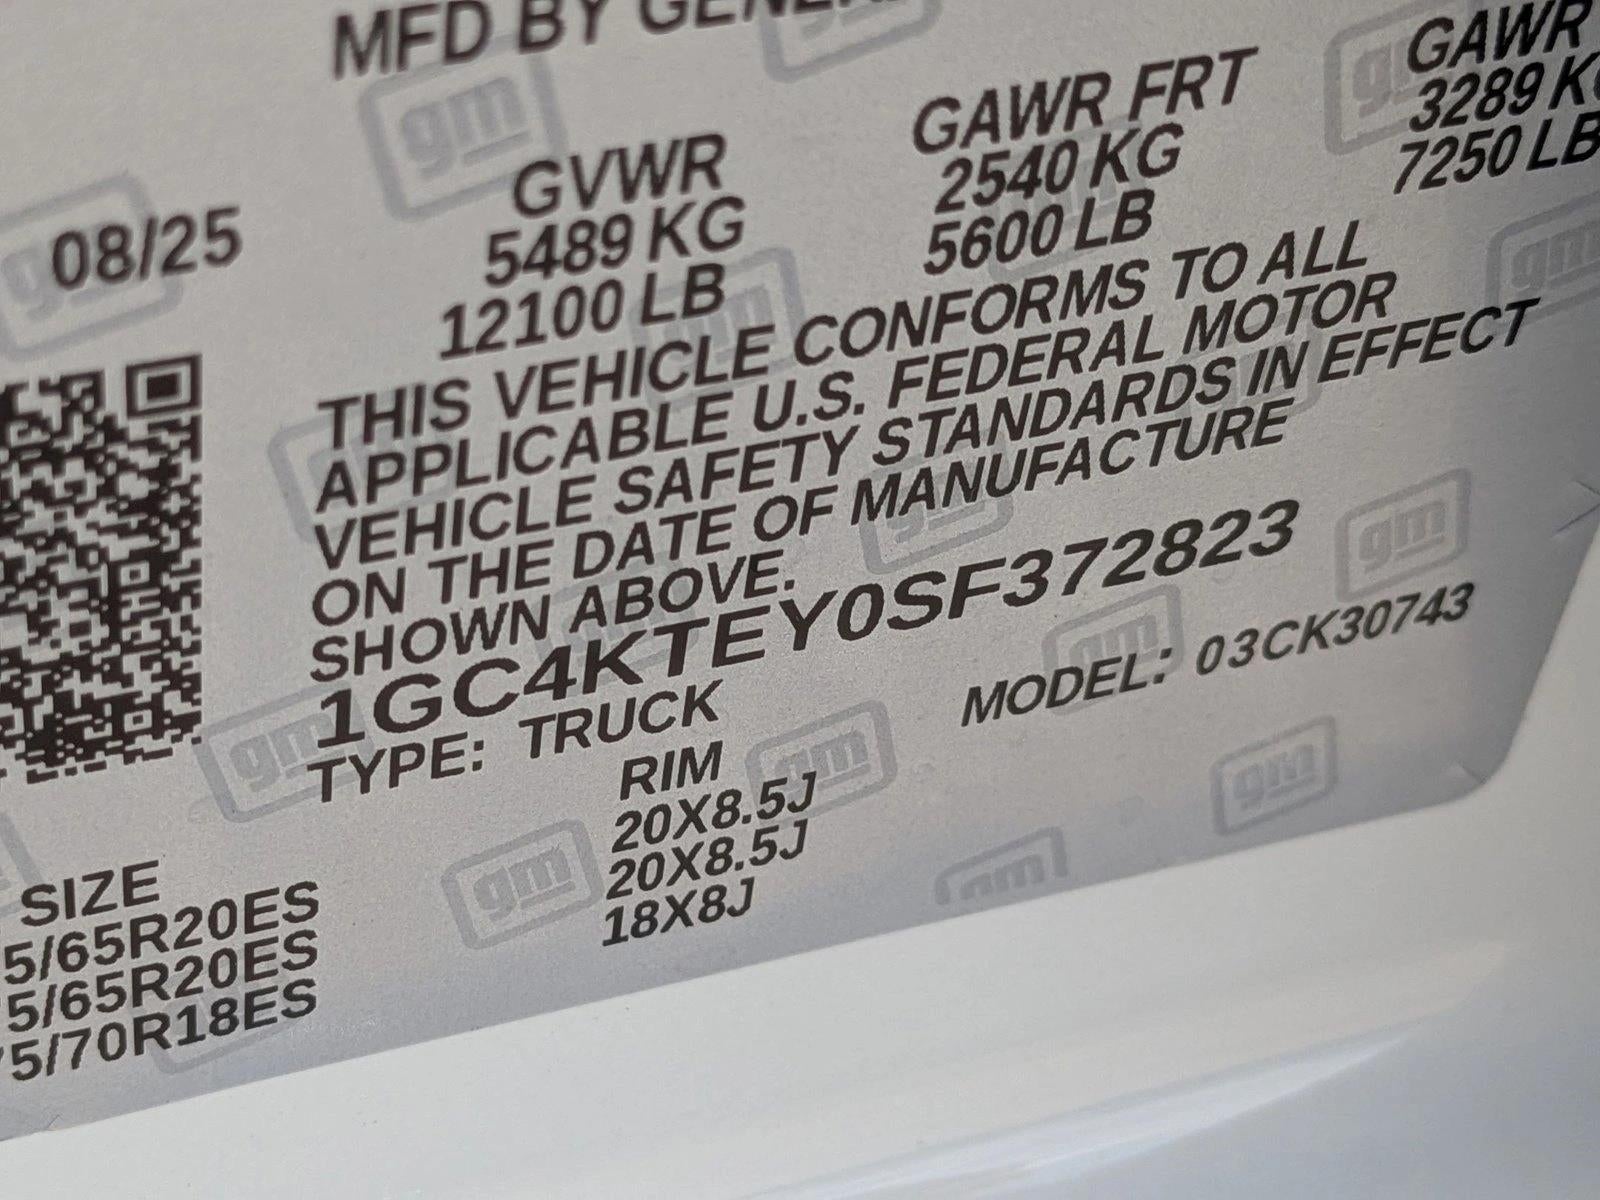 MFD BY GENERA
GVWR GAWR FRT GAWR
08/25 5489 KG 2540 KG 3289 KG
12100 LB 5600 LB 7250 LB
THIS VEHICLE CONFORMS TO ALL
APPLICABLE U.S. FEDERAL MOTOR
VEHICLE SAFETY STANDARDS IN EFFECT
ON THE DATE OF MANUFACTURE
SHOWN ABOVE.
1GC4KTEY0SF372823
TYPE: TRUCK MODEL: 03CK30743
SIZE RIM
5/65R20ES 20X8.5J
5/65R20ES 20X8.5J
5/70R18ES 18X8J
gm